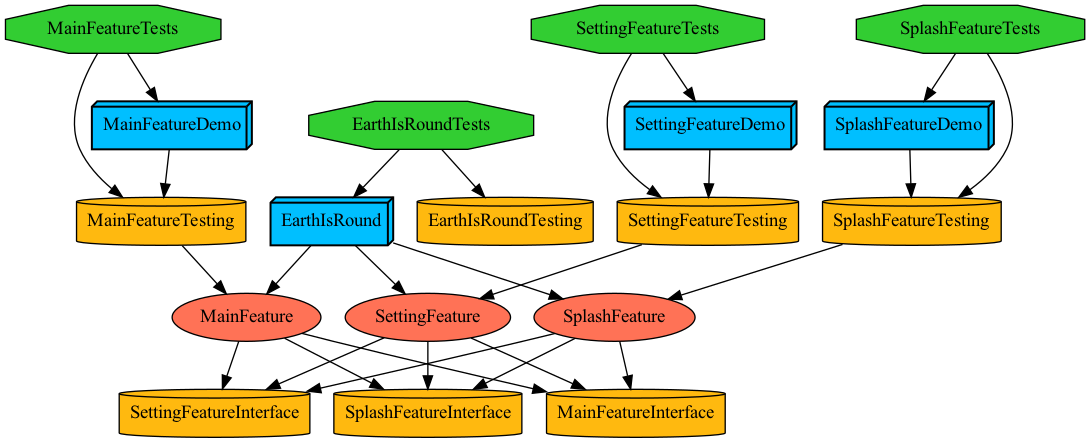 MainFeatureTests
SettingFeatureTests
SplashFeatureTests
MainFeatureDemo
EarthIsRoundTests
SettingFeatureDemo
SplashFeatureDemo
MainFeatureTesting
EarthIsRound
EarthIsRoundTesting
SettingFeatureTesting
SplashFeatureTesting
MainFeature
SettingFeature
SplashFeature
SettingFeatureInterface
SplashFeatureInterface
MainFeatureInterface